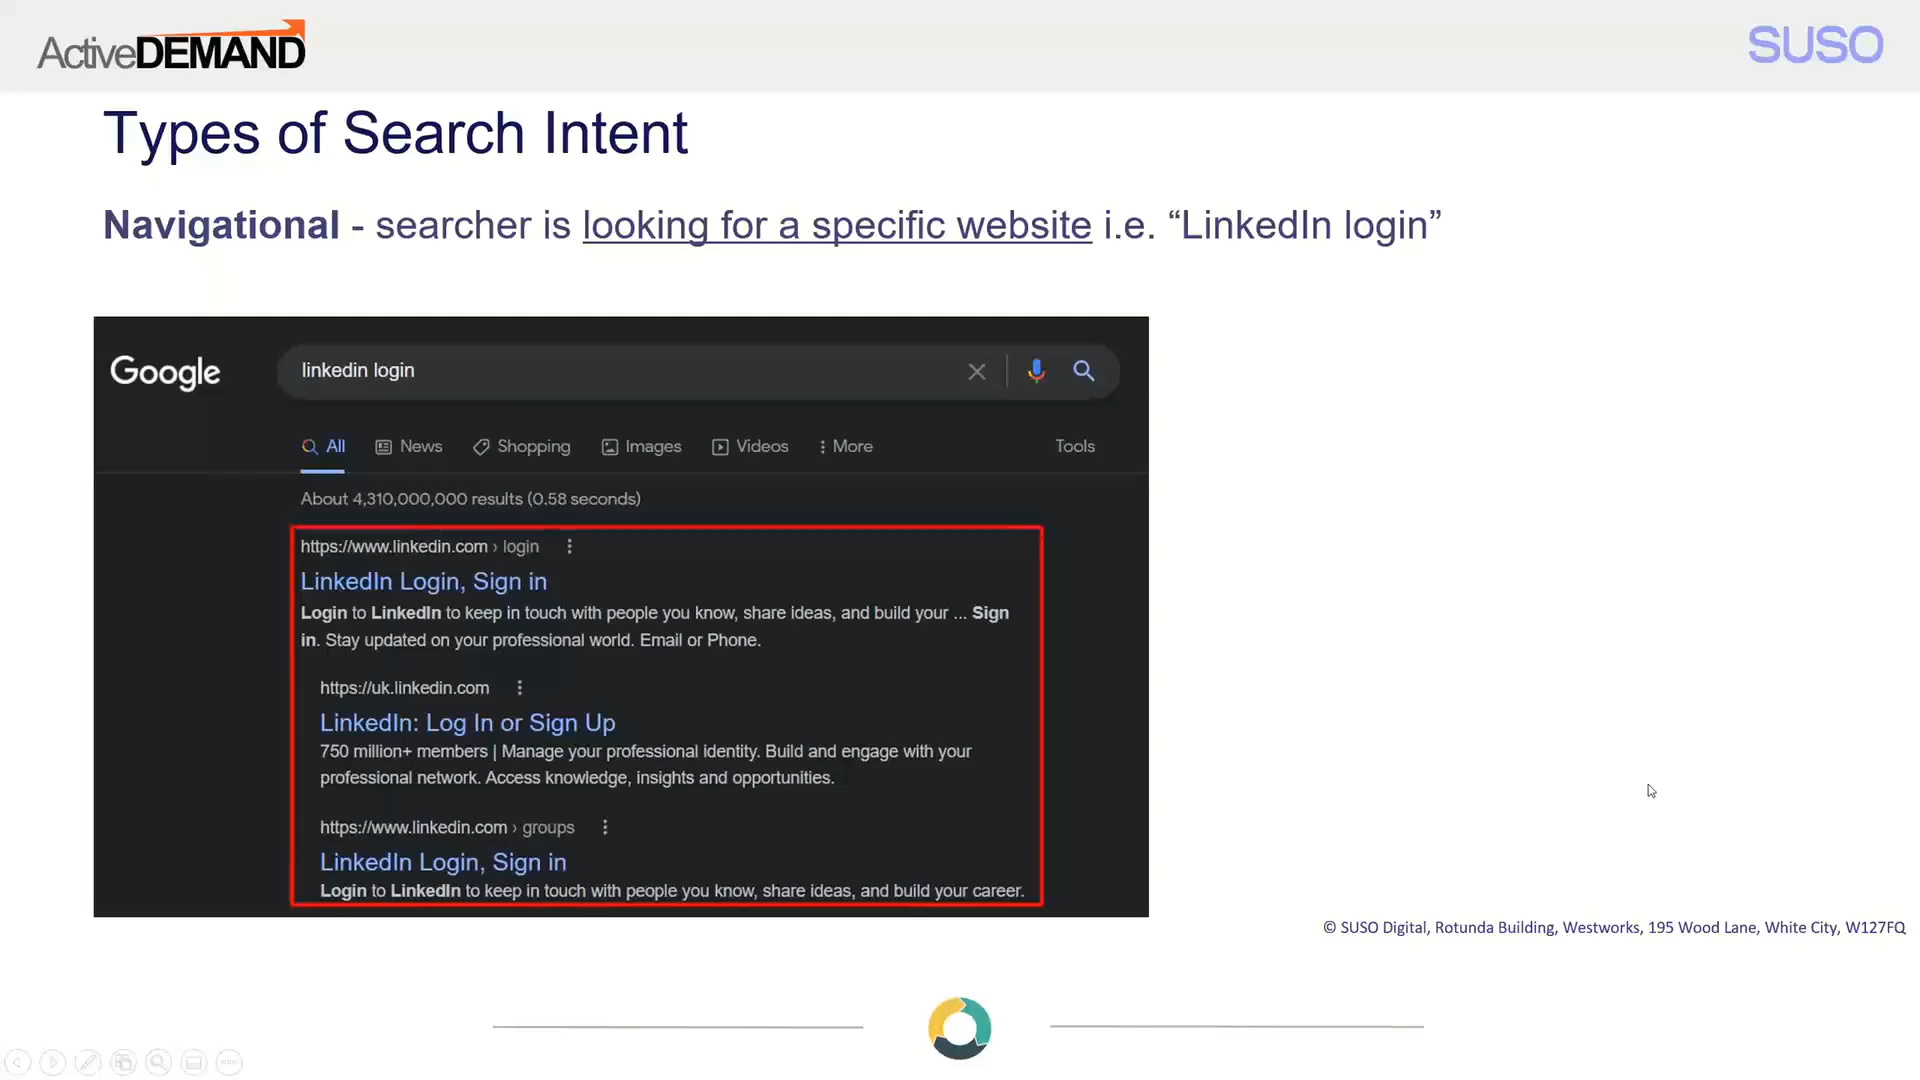 ActiveDEMAND
SUSO
Types of Search Intent
Navigational - searcher is looking for a specific website i.e. “LinkedIn login”
Google
linkedin login
All News Shopping Images Videos More Tools
About 4,310,000,000 results (0.58 seconds)
https://www.linkedin.com › login
LinkedIn Login, Sign in
Login to LinkedIn to keep in touch with people you know, share ideas, and build your ... Sign
in. Stay updated on your professional world. Email or Phone.
https://uk.linkedin.com
LinkedIn: Log In or Sign Up
750 million+ members | Manage your professional identity. Build and engage with your
professional network. Access knowledge, insights and opportunities.
https://www.linkedin.com › groups
LinkedIn Login, Sign in
Login to LinkedIn to keep in touch with people you know, share ideas, and build your career.
© SUSO Digital, Rotunda Building, Westworks, 195 Wood Lane, White City, W127FQ